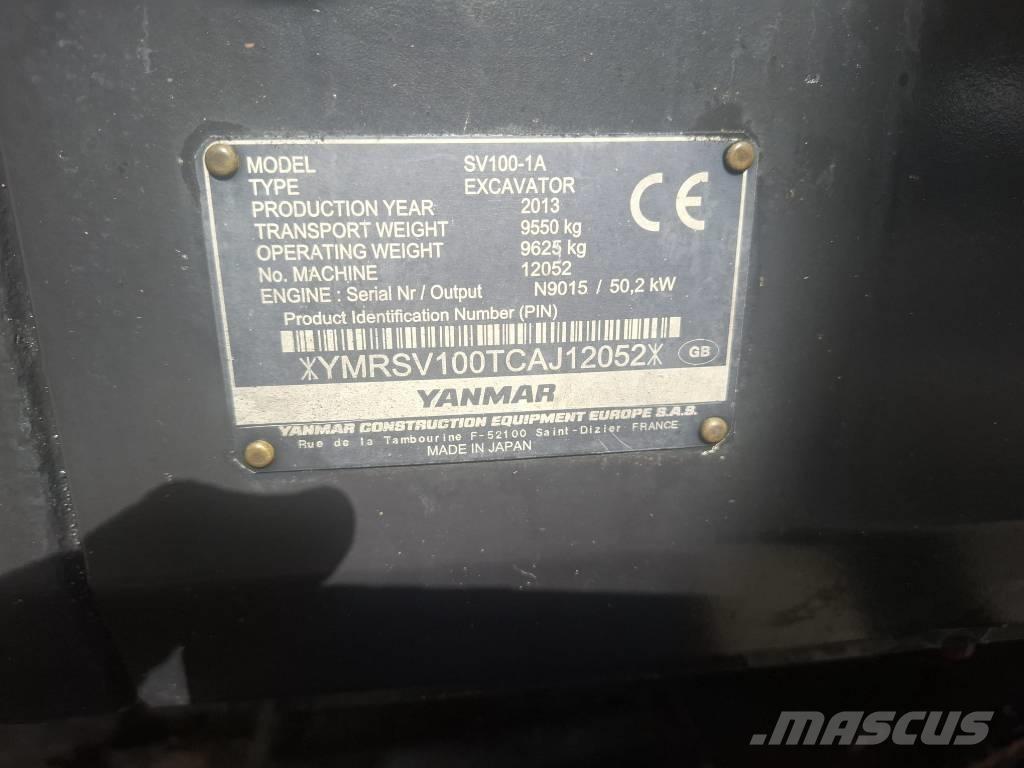 MODEL SV100-1A
TYPE EXCAVATOR
PRODUCTION YEAR 2013
TRANSPORT WEIGHT 9550 kg
OPERATING WEIGHT 9625 kg
No. MACHINE 12052
ENGINE : Serial Nr / Output N9015 / 50,2 kW
CE
Product Identification Number (PIN)
*YMRSV100TCAJ12052*
GB
YANMAR
YANMAR CONSTRUCTION EQUIPMENT EUROPE S.A.S.
Rue de la Tambourine F-52100 Saint-Dizier FRANCE
MADE IN JAPAN
MASCUS